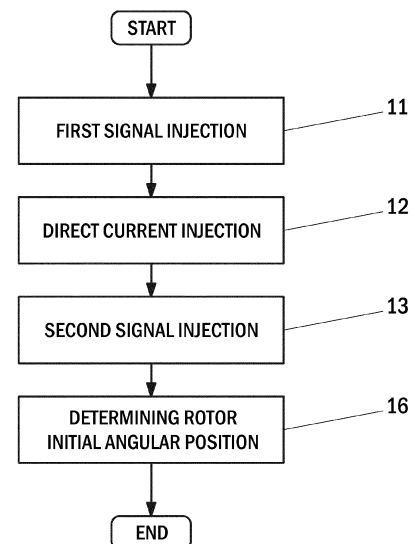 START
FIRST SIGNAL INJECTION
11
DIRECT CURRENT INJECTION
12
SECOND SIGNAL INJECTION
13
DETERMINING ROTOR
INITIAL ANGULAR POSITION
16
END